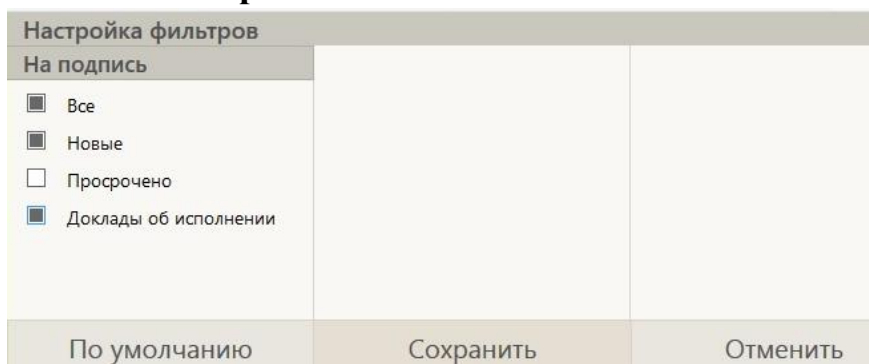 Настройка фильтров
На подпись
Все
Новые
Просрочено
Доклады об исполнении
По умолчанию
Сохранить
Отменить